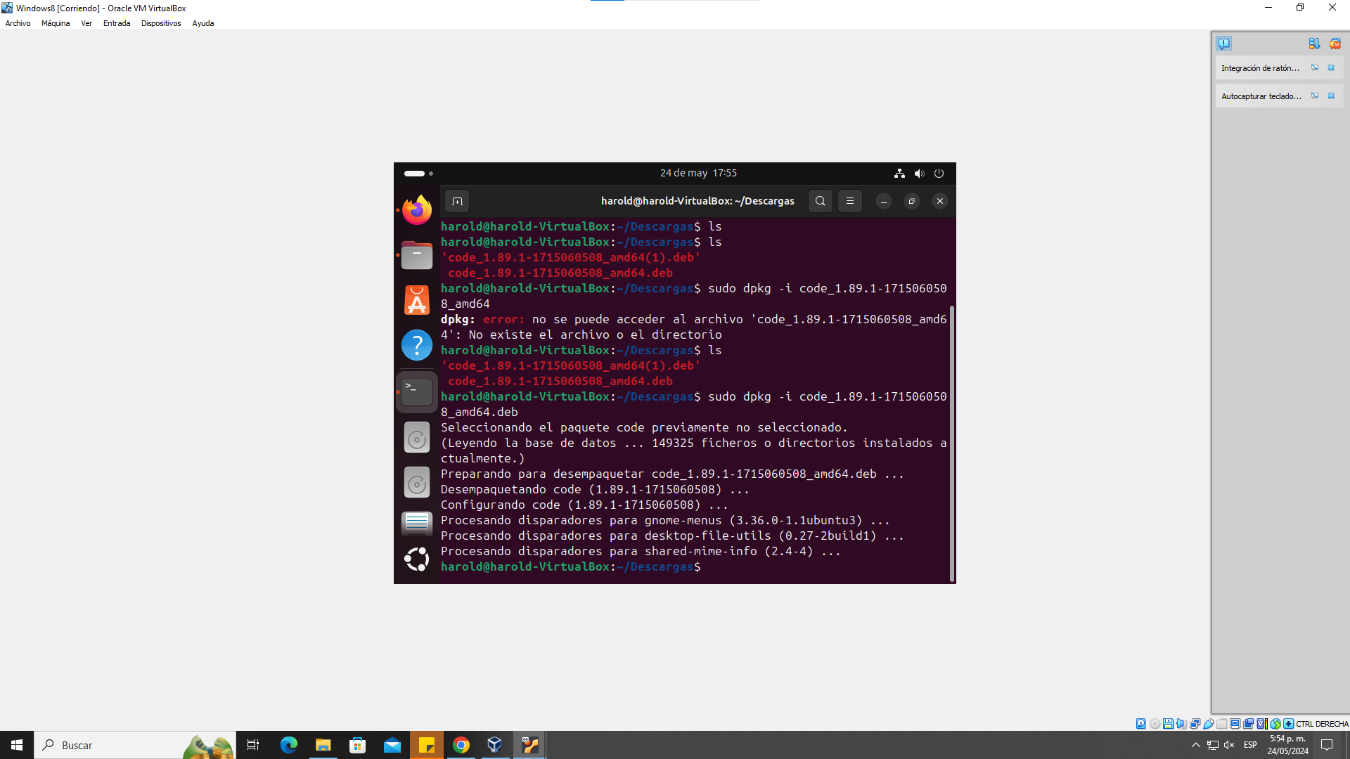 Windows8 [Corriendo] - Oracle VM VirtualBox
Archivo Máquina Ver Entrada Dispositivos Ayuda
Integración de ratón...
Autocapturar teclado...
24 de may 17:55
harold@harold-VirtualBox: ~/Descargas
harold@harold-VirtualBox:~/Descargas$ ls
harold@harold-VirtualBox:~/Descargas$ ls
'code_1.89.1-1715060508_amd64(1).deb'
code_1.89.1-1715060508_amd64.deb
harold@harold-VirtualBox:~/Descargas$ sudo dpkg -i code_1.89.1-171506050
8_amd64
dpkg: error: no se puede acceder al archivo 'code_1.89.1-1715060508_amd6
4': No existe el archivo o el directorio
harold@harold-VirtualBox:~/Descargas$ ls
'code_1.89.1-1715060508_amd64(1).deb'
code_1.89.1-1715060508_amd64.deb
harold@harold-VirtualBox:~/Descargas$ sudo dpkg -i code_1.89.1-171506050
8_amd64.deb
Seleccionando el paquete code previamente no seleccionado.
(Leyendo la base de datos ... 149325 ficheros o directorios instalados a
ctualmente.)
Preparando para desempaquetar code_1.89.1-1715060508_amd64.deb ...
Desempaquetando code (1.89.1-1715060508) ...
Configurando code (1.89.1-1715060508) ...
Procesando disparadores para gnome-menus (3.36.0-1.1ubuntu3) ...
Procesando disparadores para desktop-file-utils (0.27-2build1) ...
Procesando disparadores para shared-mime-info (2.4-4) ...
harold@harold-VirtualBox:~/Descargas$
CTRL DERECHA
Buscar
ESP
5:54 p. m.
24/05/2024